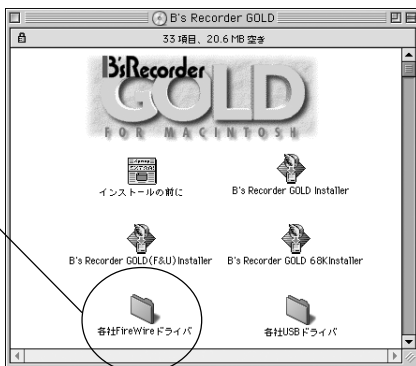 B's Recorder GOLD
33 項目、20.6 MB 空き
B'sRecorder
GOLD
FOR MACINTOSH
インストールの前に
B's Recorder GOLD Installer
B's Recorder GOLD(F&U)Installer
B's Recorder GOLD 68KInstaller
各社FireWireドライバ
各社USBドライバ